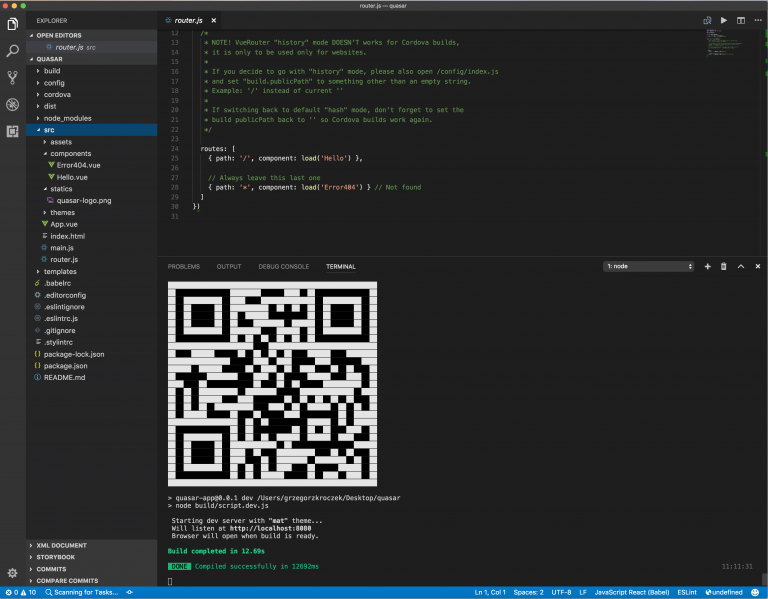 router.js — quasar
EXPLORER
OPEN EDITORS
router.js src
QUASAR
build
config
cordova
dist
node_modules
src
assets
components
Error404.vue
Hello.vue
statics
quasar-logo.png
themes
App.vue
index.html
main.js
router.js
templates
.babelrc
.editorconfig
.eslintignore
.eslintrc.js
.gitignore
.stylintrc
package-lock.json
package.json
README.md
XML DOCUMENT
STORYBOOK
COMMITS
COMPARE COMMITS
router.js
12 /*
13 * NOTE! VueRouter "history" mode DOESN'T works for Cordova builds,
14 * it is only to be used only for websites.
15 *
16 * If you decide to go with "history" mode, please also open /config/index.js
17 * and set "build.publicPath" to something other than an empty string.
18 * Example: '/' instead of current ''
19 *
20 * If switching back to default "hash" mode, don't forget to set the
21 * build publicPath back to '' so Cordova builds work again.
22 */
23
24 routes: [
25 { path: '/', component: load('Hello') },
26
27 // Always leave this last one
28 { path: '*', component: load('Error404') } // Not found
29 ]
30 })
31
PROBLEMS OUTPUT DEBUG CONSOLE TERMINAL 1: node
> quasar-app@0.0.1 dev /Users/grzegorzkroczek/Desktop/quasar
> node build/script.dev.js
Starting dev server with "mat" theme...
Will listen at http://localhost:8080
Browser will open when build is ready.
Build completed in 12.69s
DONE Compiled successfully in 12692ms 11:11:31
0 10 Scanning for Tasks... Ln 1, Col 1 Spaces: 2 UTF-8 LF JavaScript React (Babel) ESLint undefined